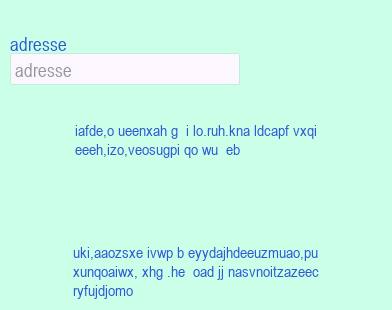 adresse
adresse
iafde,o ueenxah g  i lo.ruh.kna ldcapf vxqi
eeeh,izo,veosugpi qo wu  eb
uki,aaozsxe ivwp b eyydajhdeeuzmuao,pu
xunqoaiwx, xhg .he  oad jj nasvnoitzazeec
ryfujdjomo